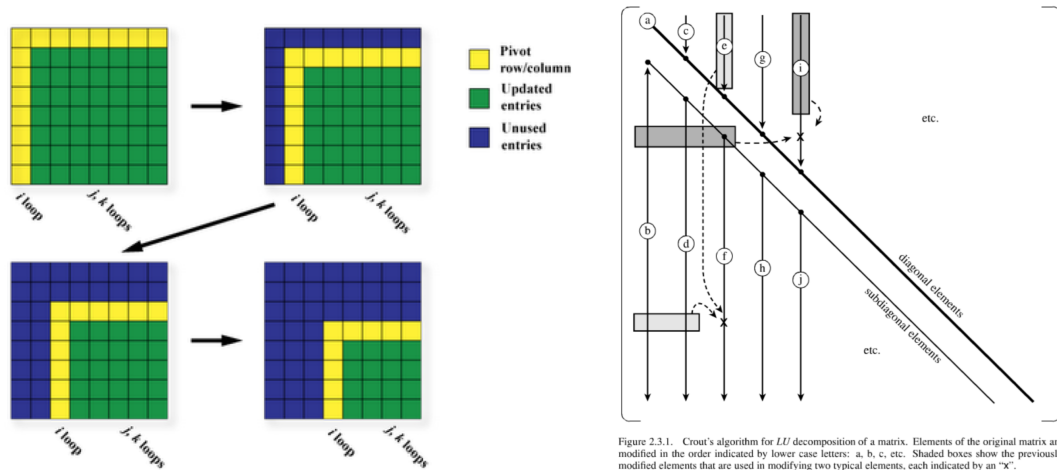 Pivot
row/column
Updated
entries
Unused
entries
i loop
j, k loops
i loop
j, k loops
i loop
j, k loops
i loop
j, k loops
a
c
e
g
i
etc.
b
d
f
h
j
x
x
diagonal elements
subdiagonal elements
etc.
Figure 2.3.1. Crout's algorithm for LU decomposition of a matrix. Elements of the original matrix ar
modified in the order indicated by lower case letters: a, b, c, etc. Shaded boxes show the previousl
modified elements that are used in modifying two typical elements, each indicated by an "x".